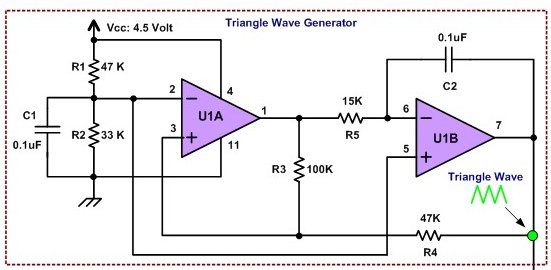 Vcc: 4.5 Volt
Triangle Wave Generator
R1 47 K
0.1uF
C2
C1
0.1uF
R2 33 K
2
3
4
11
U1A
1
15K
R5
R3 100K
6
5
U1B
7
Triangle Wave
47K
R4